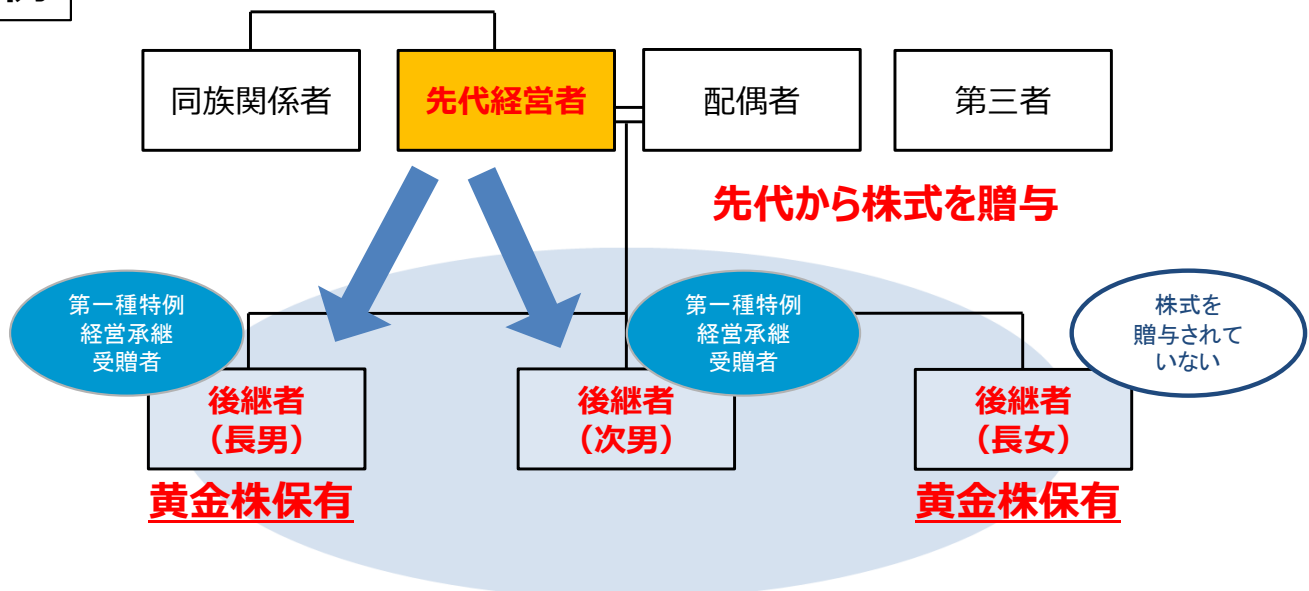 例
同族関係者
先代経営者
配偶者
第三者
先代から株式を贈与
第一種特例
経営承継
受贈者
第一種特例
経営承継
受贈者
株式を
贈与されて
いない
後継者
（長男）
後継者
（次男）
後継者
（長女）
黄金株保有
黄金株保有